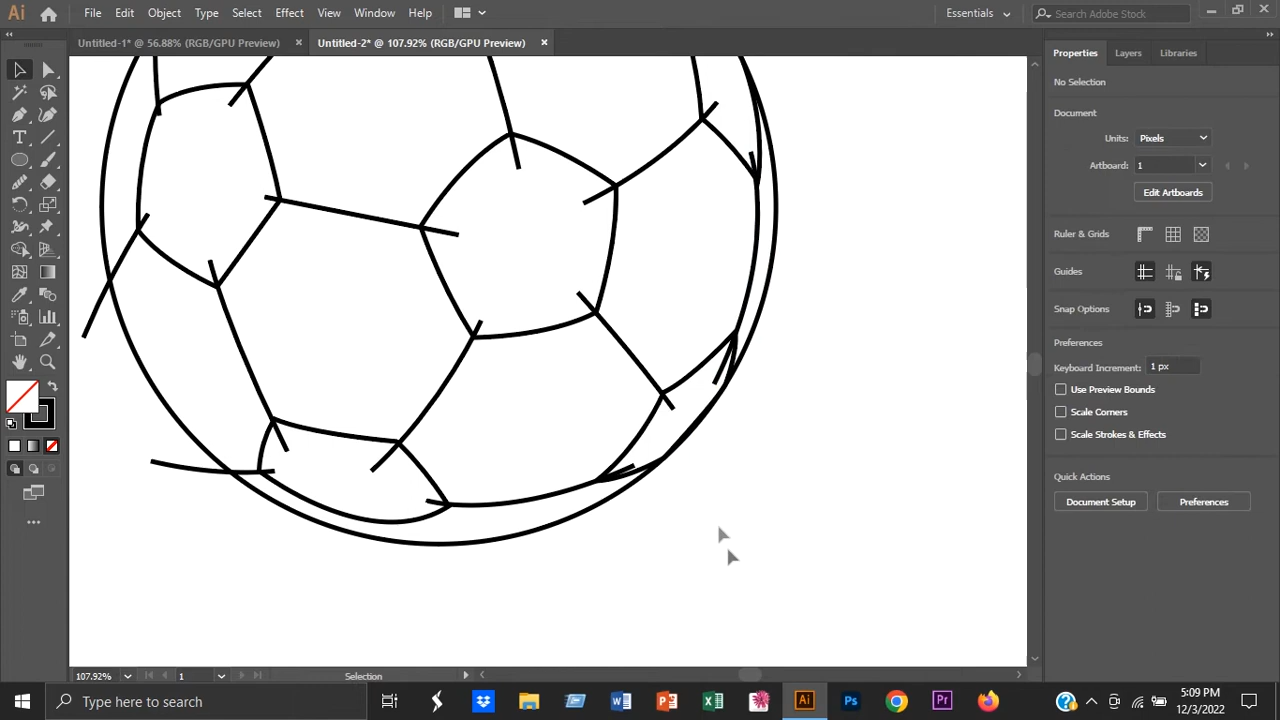 Ai File Edit Object Type Select Effect View Window Help Essentials Search Adobe Stock
Untitled-1* @ 56.88% (RGB/GPU Preview) × Untitled-2* @ 107.92% (RGB/GPU Preview) ×
Properties Layers Libraries
No Selection
Document
Units: Pixels
Artboard: 1
Edit Artboards
Ruler & Grids
Guides
Snap Options
Preferences
Keyboard Increment: 1 px
Use Preview Bounds
Scale Corners
Scale Strokes & Effects
Quick Actions
Document Setup Preferences
107.92% 1 Selection
Type here to search
Ai Ps Pr
3:09 PM
12/3/2022